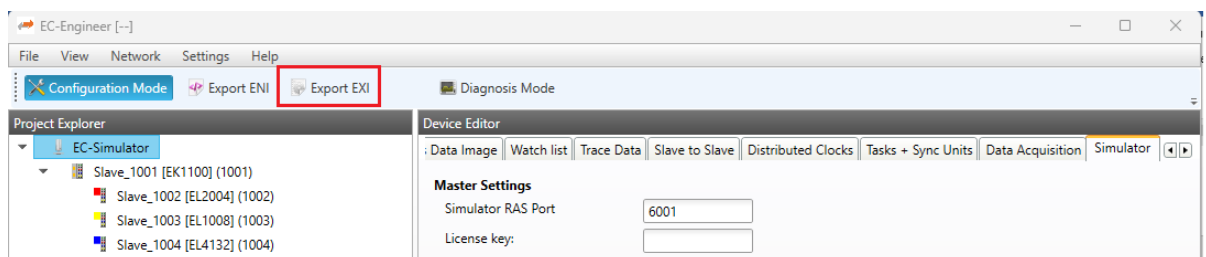 EC-Engineer [--]
File View Network Settings Help
Configuration Mode Export ENI Export EXI Diagnosis Mode
Project Explorer
EC-Simulator
Slave_1001 [EK1100] (1001)
Slave_1002 [EL2004] (1002)
Slave_1003 [EL1008] (1003)
Slave_1004 [EL4132] (1004)
Device Editor
Data Image Watch list Trace Data Slave to Slave Distributed Clocks Tasks + Sync Units Data Acquisition Simulator
Master Settings
Simulator RAS Port 6001
License key: